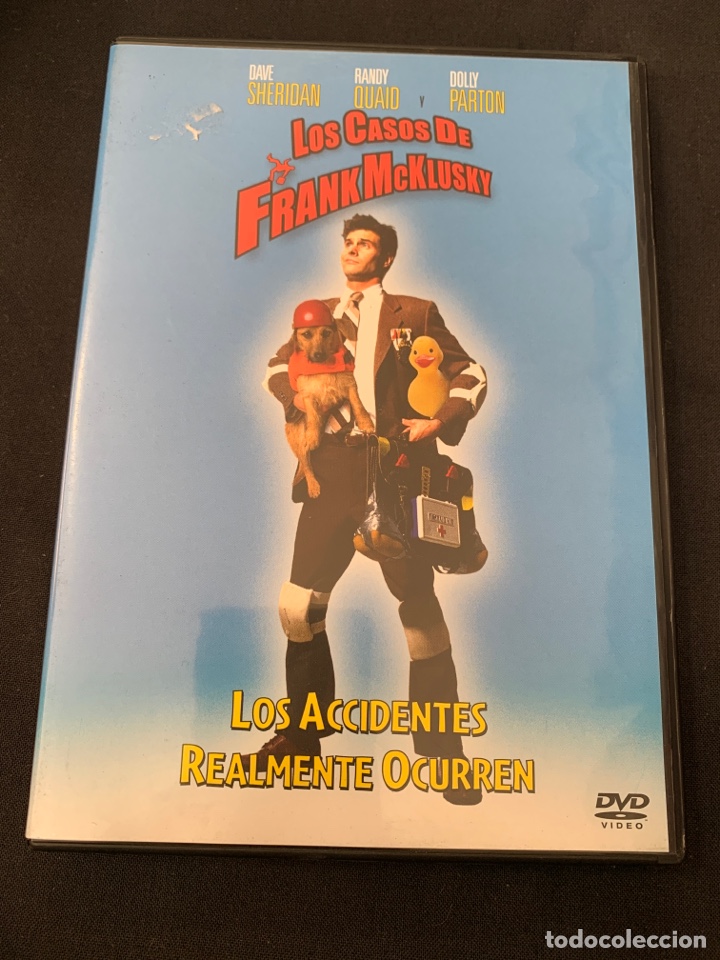 DAVE RANDY DOLLY
SHERIDAN QUAID Y PARTON
LOS CASOS DE
FRANK MCKLUSKY
LOS ACCIDENTES
REALMENTE OCURREN
DVD
VIDEO
todocoleccion